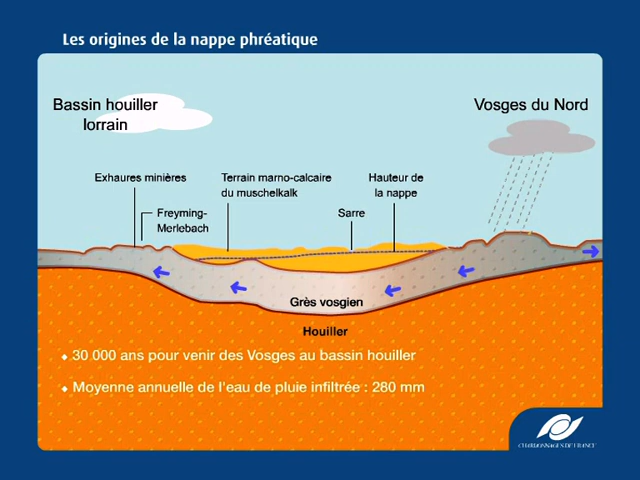 Les origines de la nappe phréatique
Bassin houiller
lorrain
Vosges du Nord
Exhaures minières
Terrain marno-calcaire
du muschelkalk
Hauteur de
la nappe
Freyming-
Merlebach
Sarre
Grès vosgien
Houiller
30 000 ans pour venir des Vosges au bassin houiller
Moyenne annuelle de l'eau de pluie infiltrée : 280 mm
CHARBONNAGES DE FRANCE